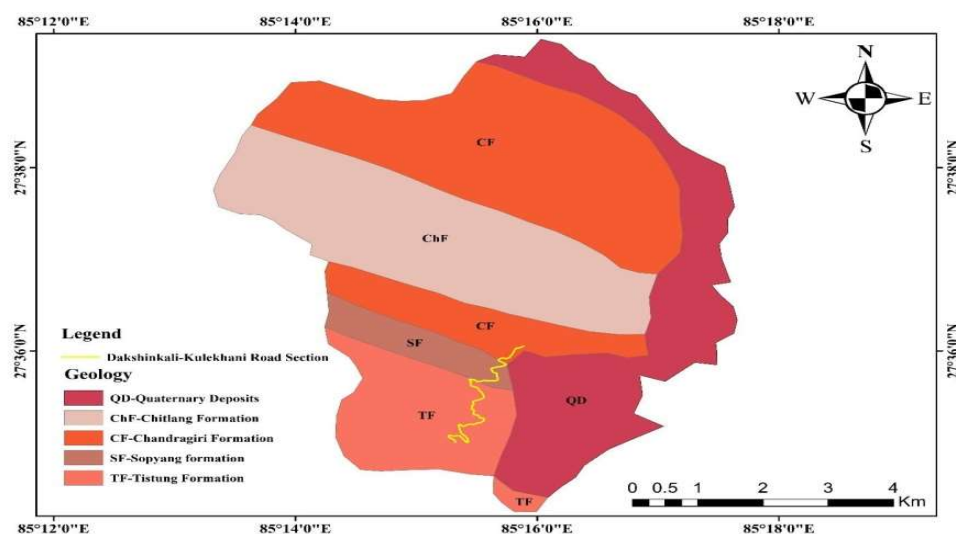 85°12'0"E 85°14'0"E 85°16'0"E 85°18'0"E
N
W E
S
CF
27°38'0"N 27°38'0"N
ChF
CF
Legend
SF
27°36'0"N 27°36'0"N
Dakshinkali-Kulekhani Road Section
Geology
QD-Quaternary Deposits
QD
ChF-Chitlang Formation
TF
CF-Chandragiri Formation
SF-Sopyang formation
TF-Tistung Formation
0 0.5 1 2 3 4
Km
TF
85°12'0"E 85°14'0"E 85°16'0"E 85°18'0"E